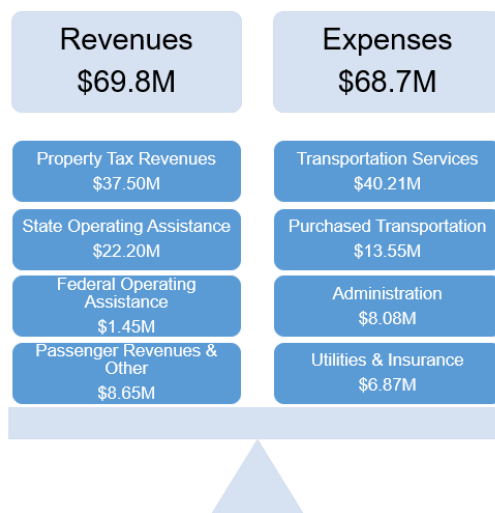 Revenues
$69.8M
Expenses
$68.7M
Property Tax Revenues
$37.50M
Transportation Services
$40.21M
State Operating Assistance
$22.20M
Purchased Transportation
$13.55M
Federal Operating
Assistance
$1.45M
Administration
$8.08M
Passenger Revenues &
Other
$8.65M
Utilities & Insurance
$6.87M